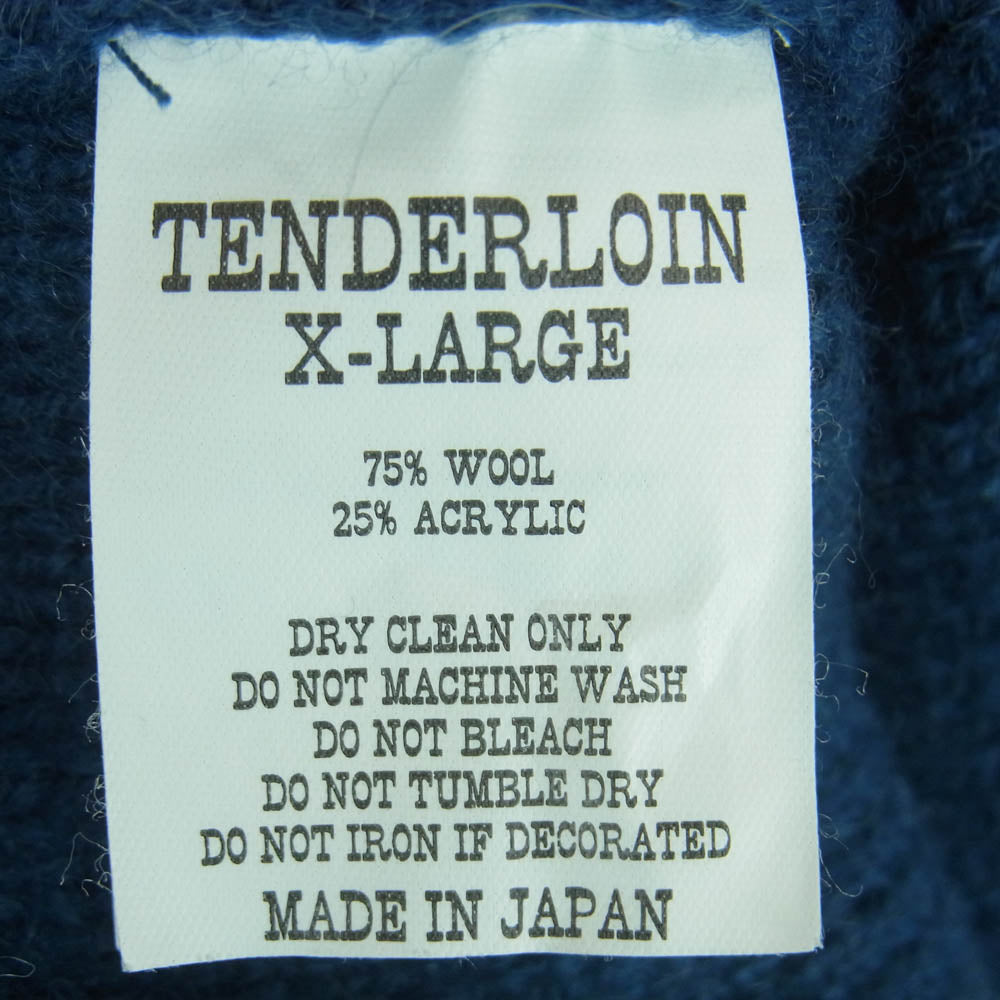 TENDERLOIN
X-LARGE
75% WOOL
25% ACRYLIC
DRY CLEAN ONLY
DO NOT MACHINE WASH
DO NOT BLEACH
DO NOT TUMBLE DRY
DO NOT IRON IF DECORATED
MADE IN JAPAN